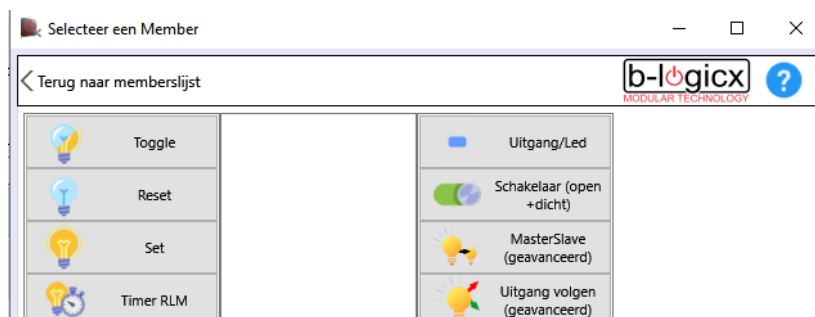 Selecteer een Member
Terug naar memberslijst
b-logicx
MODULAR TECHNOLOGY
?
Toggle
Uitgang/Led
Reset
Schakelaar (open
+dicht)
Set
MasterSlave
(geavanceerd)
Timer RLM
Uitgang volgen
(geavanceerd)